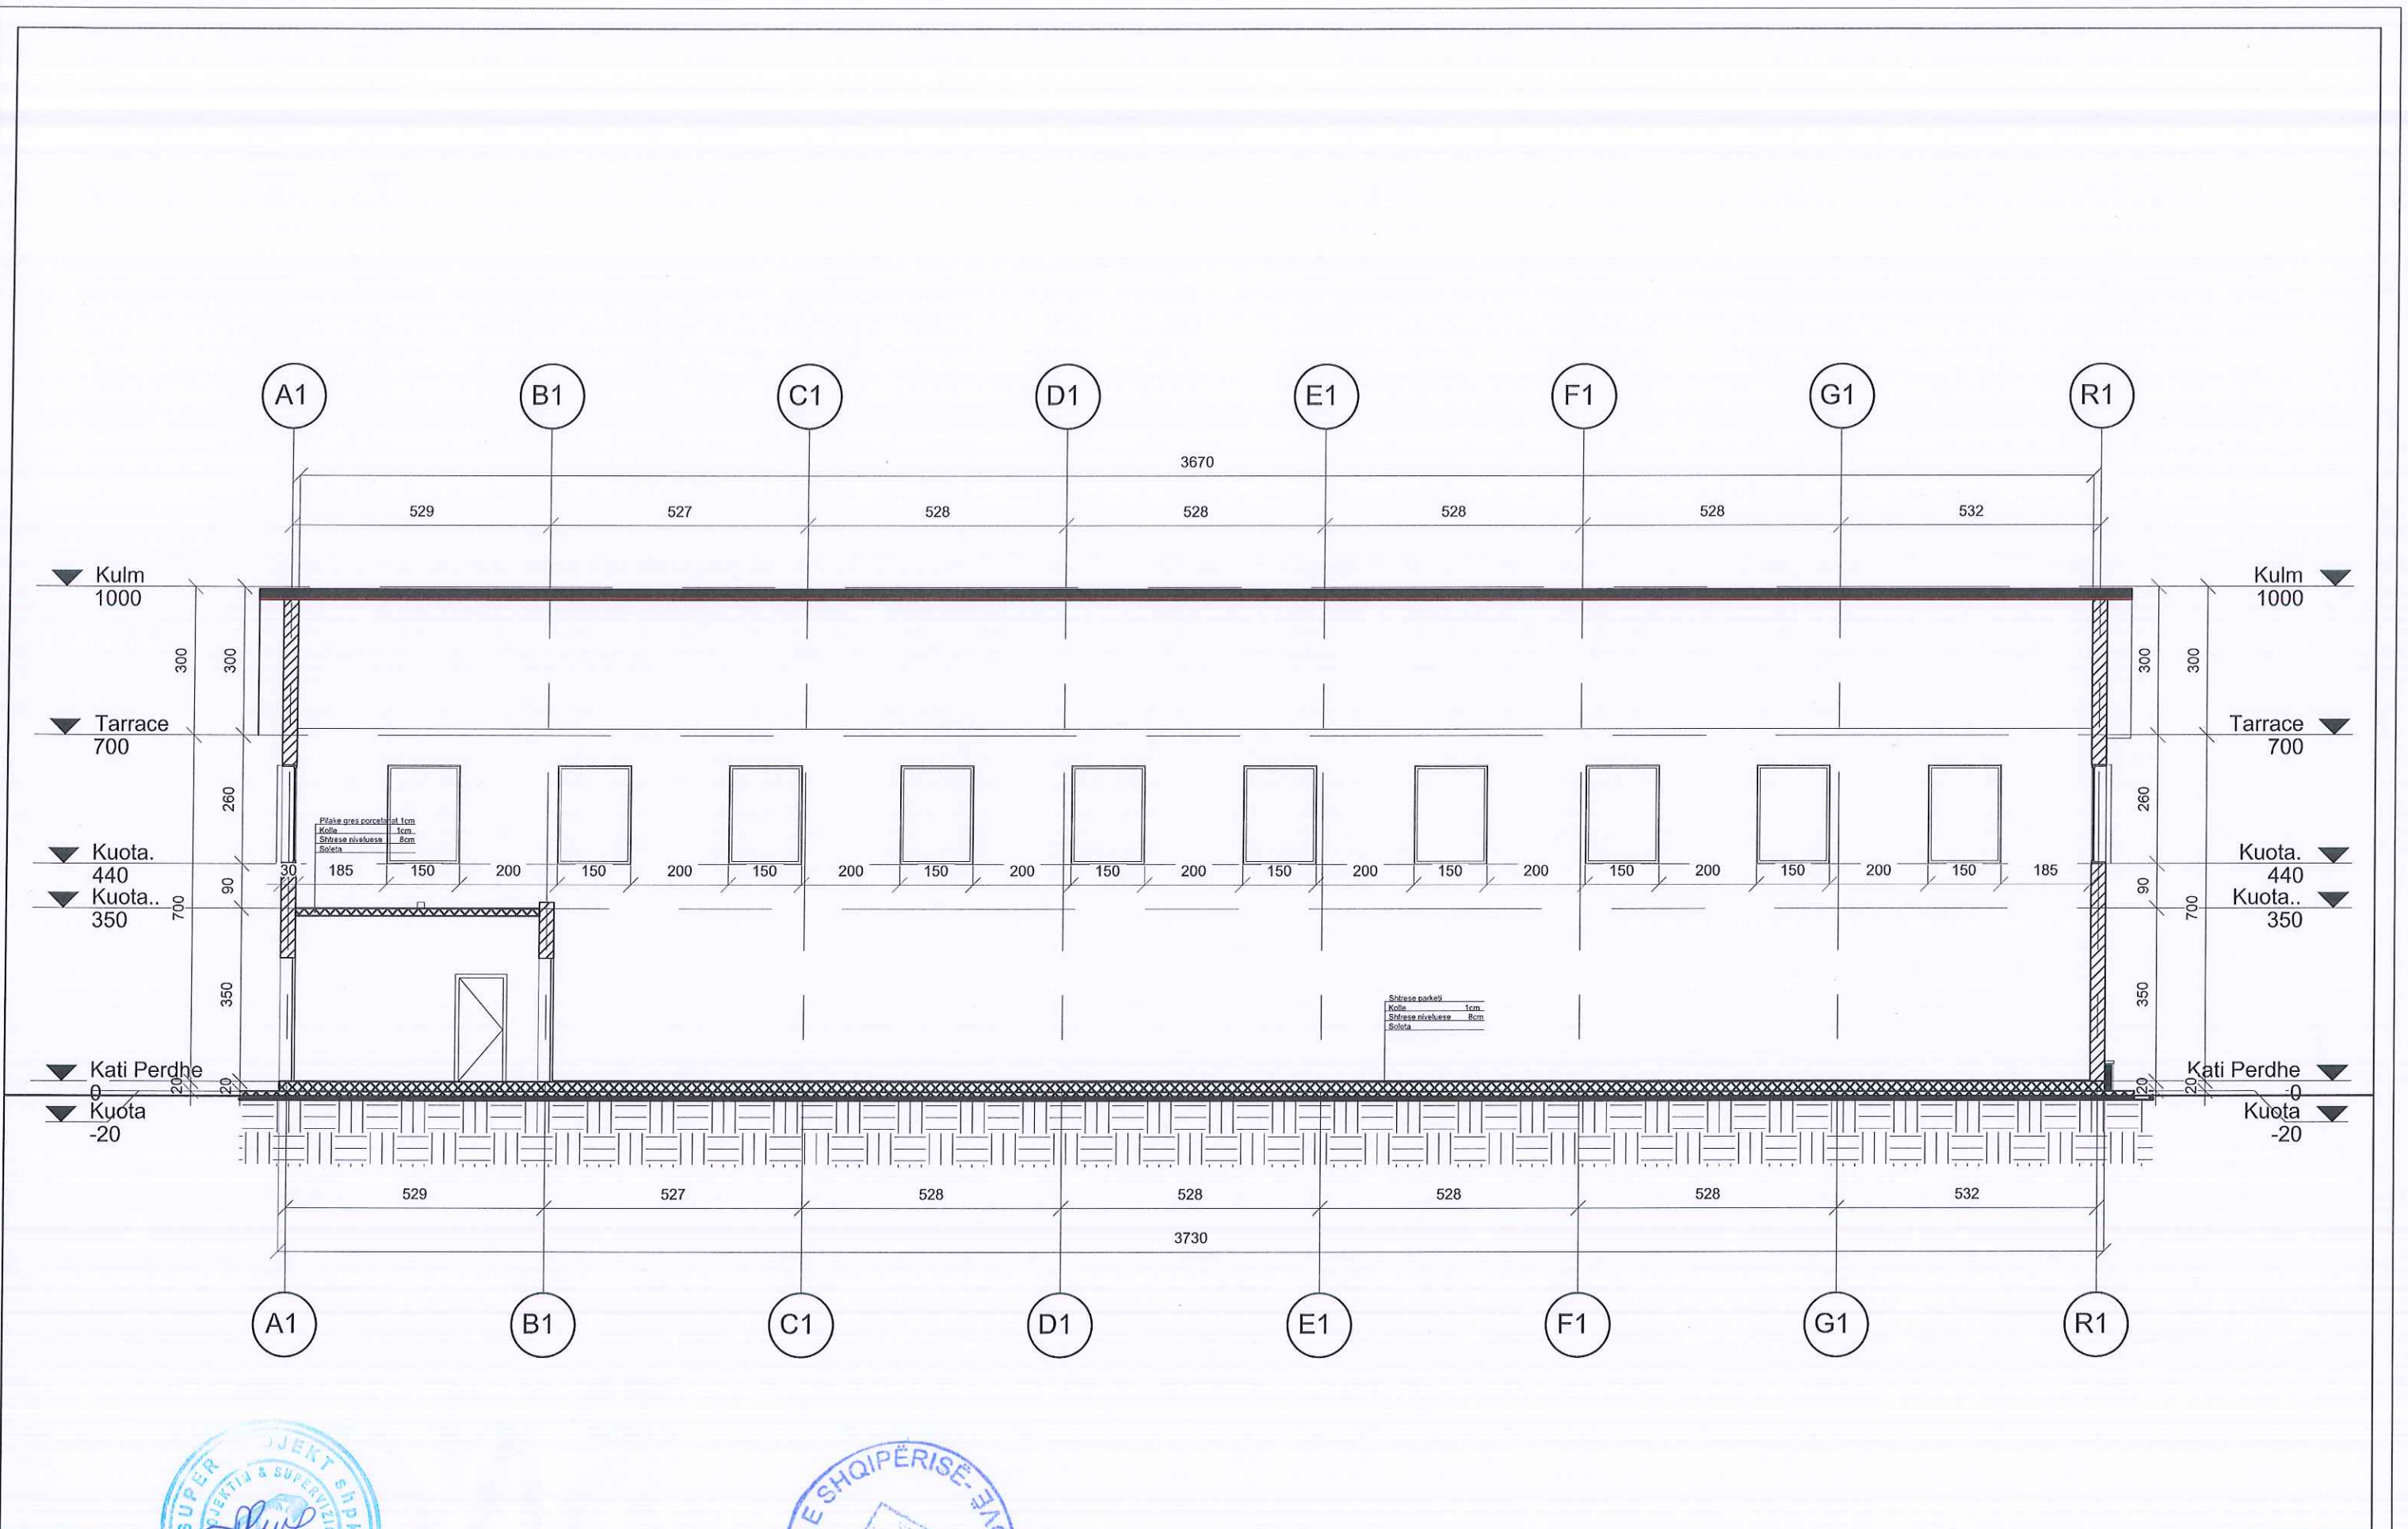 A1 B1 C1 D1 E1 F1 G1 R1
3670
529 527 528 528 528 528 532
Kulm
1000
Kulm
1000
300 300
300 300
Tarrace
700
Tarrace
700
260
260
Pllake gres porcelanat 1cm
Kolle 1cm
Shtrese niveluese 8cm
Soleta
Kuota.
440
Kuota.
440
30 185 150 200 150 200 150 200 150 200 150 200 150 200 150 200 150 200 150 200 150 185
90
90
Kuota..
350
Kuota..
350
700
700
350
350
Shtrese parketi
Kolle 1cm
Shtrese niveluese 8cm
Soleta
Kati Perdhe
0
Kati Perdhe
0
20 20
20 20
Kuota
-20
Kuota
-20
529 527 528 528 528 528 532
3730
A1 B1 C1 D1 E1 F1 G1 R1
SUPER OJEKT shp
OJEKTIM & SUPERVIZI
E SHQIPËRISË-